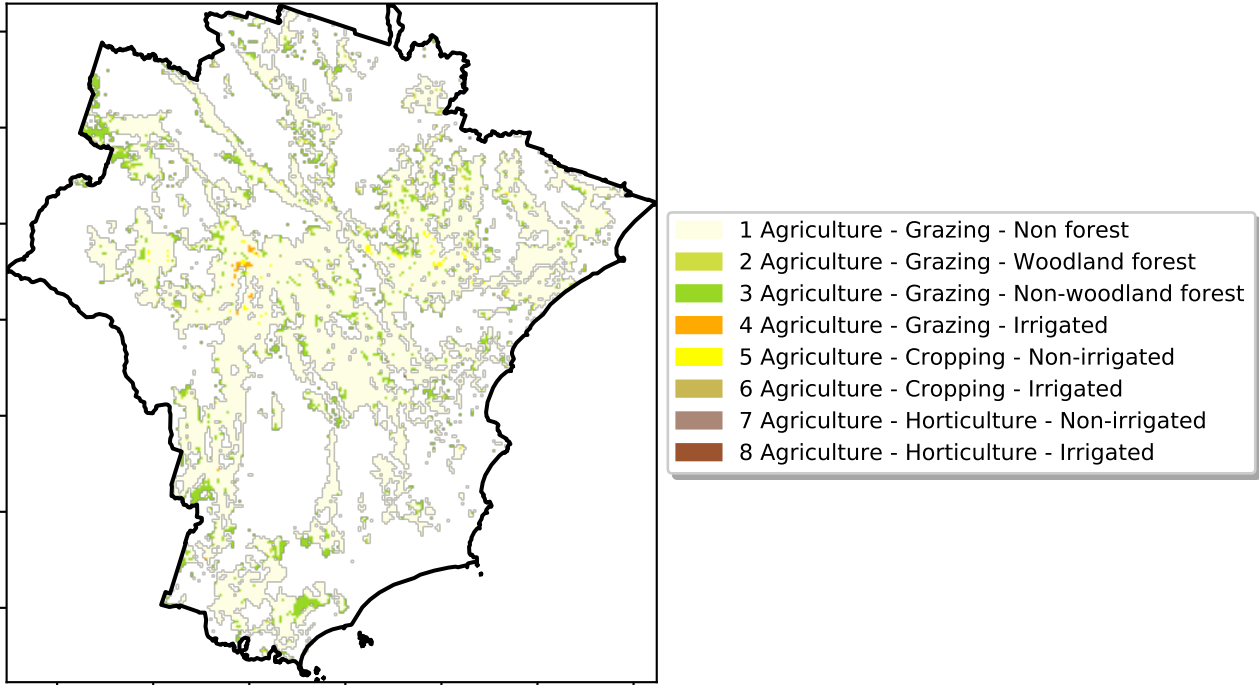 1 Agriculture - Grazing - Non forest
2 Agriculture - Grazing - Woodland forest
3 Agriculture - Grazing - Non-woodland forest
4 Agriculture - Grazing - Irrigated
5 Agriculture - Cropping - Non-irrigated
6 Agriculture - Cropping - Irrigated
7 Agriculture - Horticulture - Non-irrigated
8 Agriculture - Horticulture - Irrigated